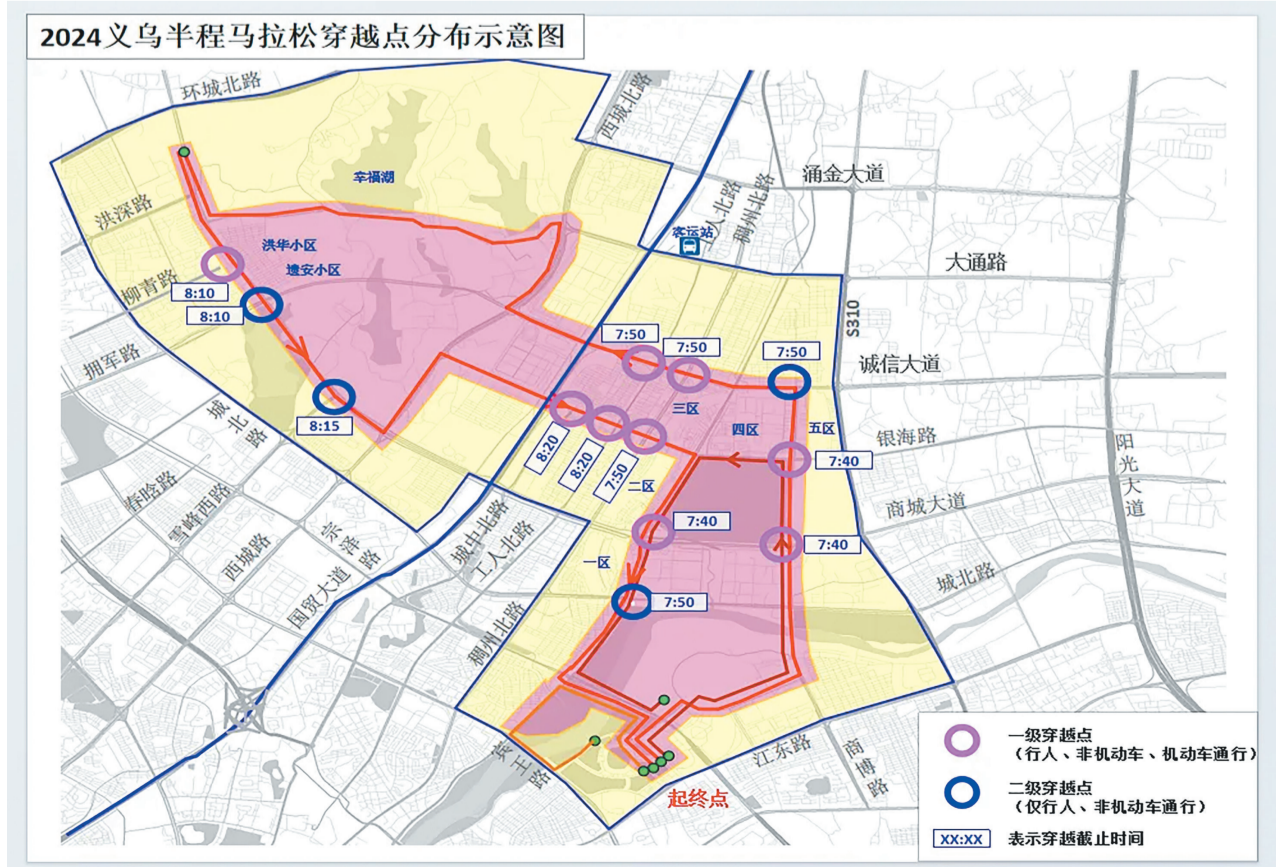 2024义乌半程马拉松穿越点分布示意图
环城北路
西城北路
幸福湖
涌金大道
工人北路
稠州北路
客运站
洪深路
洪华小区
遗安小区
大通路
柳青路
8:10
8:10
S310
7:50
7:50
7:50
诚信大道
拥军路
城北路
8:15
三区
四区
五区
8:20
8:20
7:50
二区
银海路
7:40
阳光大道
春晗路
雪峰西路
西城路
宗泽路
国贸大道
城中北路
工人北路
商城大道
7:40
7:40
一区
7:50
城北路
稠州北路
宾王路
江东路
商博路
起终点
一级穿越点
（行人、非机动车、机动车通行）
二级穿越点
（仅行人、非机动车通行）
XX:XX 表示穿越截止时间